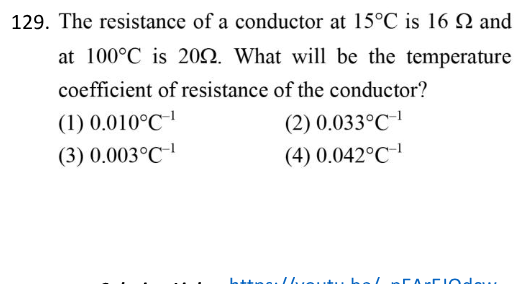 129. The resistance of a conductor at 15°C is 16 Ω and
at 100°C is 20Ω. What will be the temperature
coefficient of resistance of the conductor?
(1) 0.010°C⁻¹ (2) 0.033°C⁻¹
(3) 0.003°C⁻¹ (4) 0.042°C⁻¹